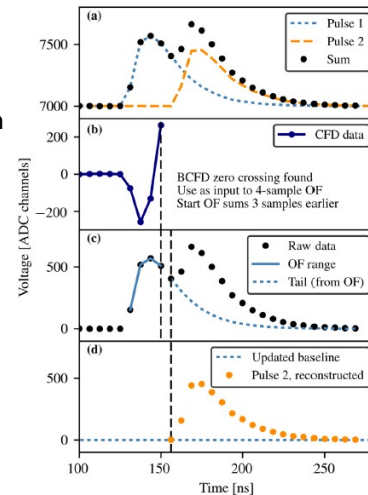 n
(a)
Pulse 1
Pulse 2
Sum
7500
7000
(b)
CFD data
200
0
−200
BCFD zero crossing found
Use as input to 4-sample OF
Start OF sums 3 samples earlier
Voltage [ADC channels]
(c)
Raw data
OF range
Tail (from OF)
500
0
(d)
Updated baseline
Pulse 2, reconstructed
500
0
100
150
200
250
Time [ns]